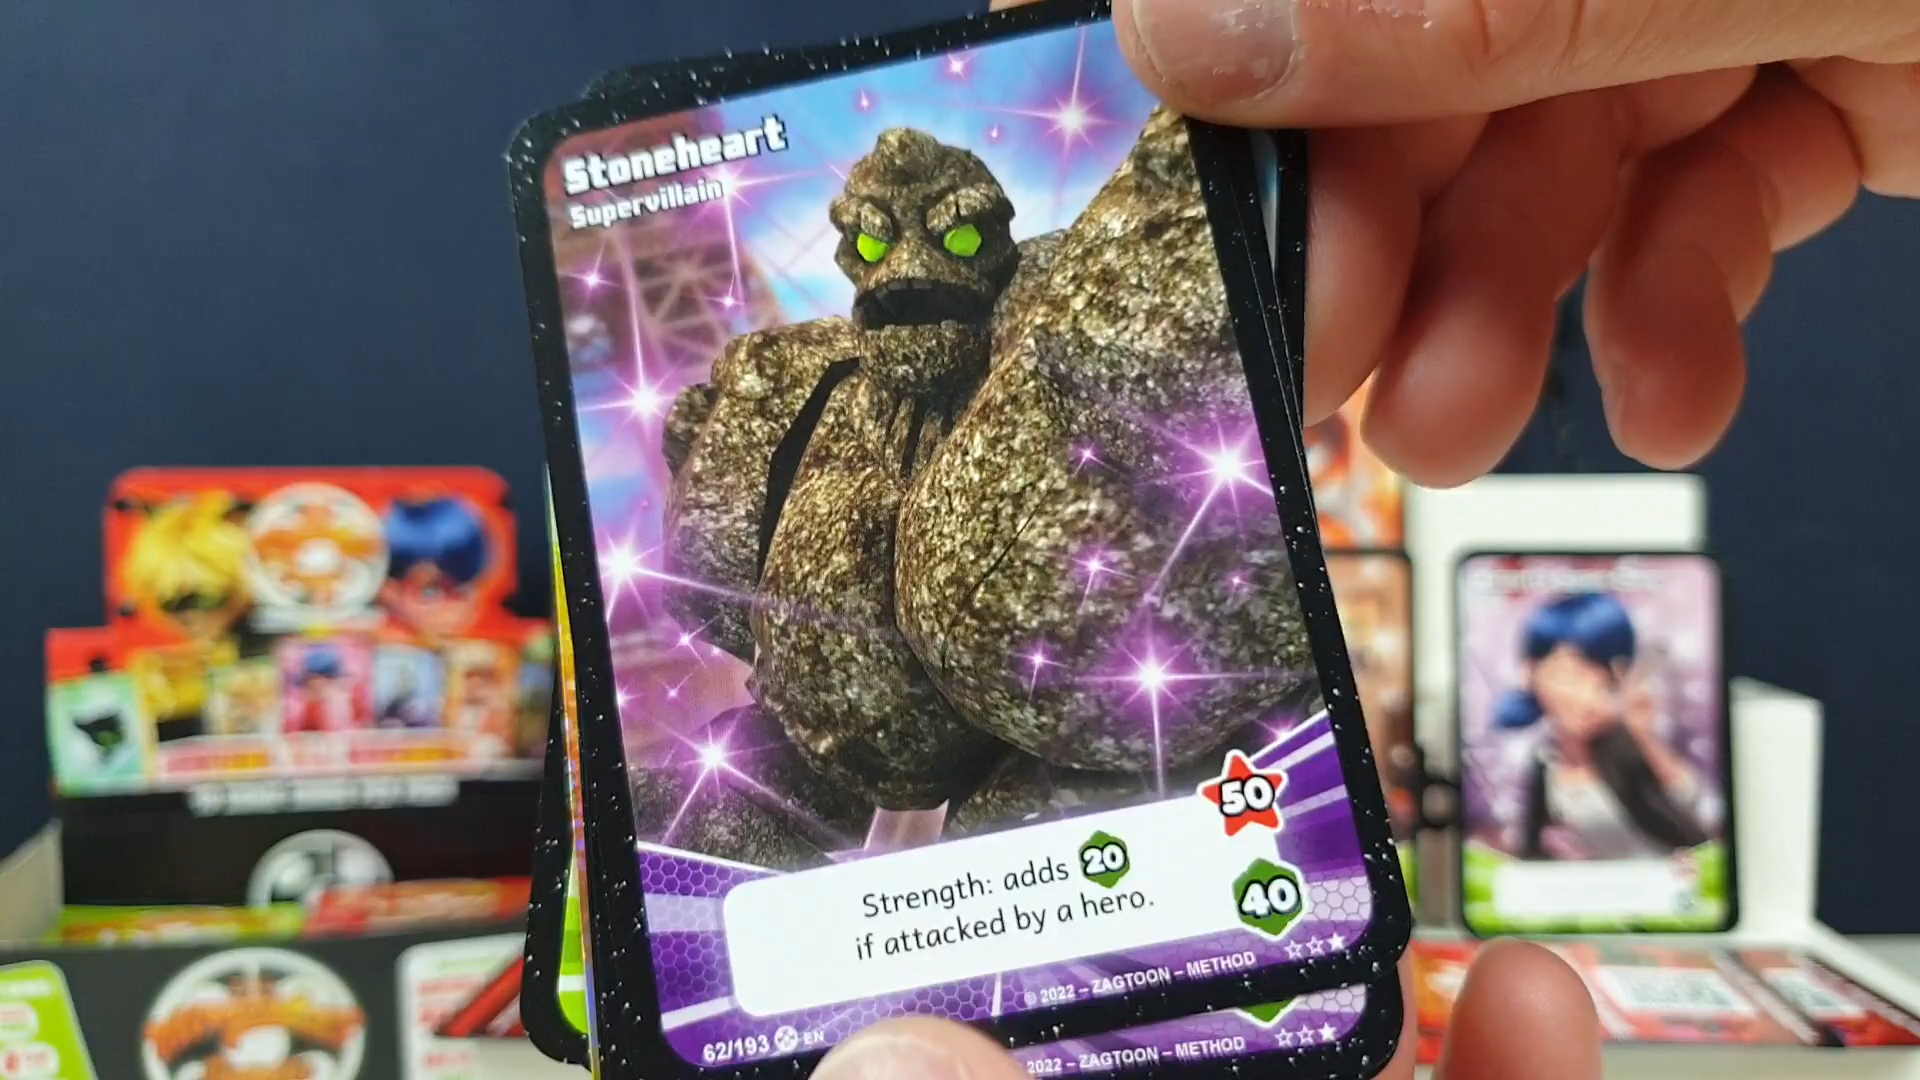 Stoneheart
Supervillain
50
Strength: adds 20
if attacked by a hero.
40
© 2022 – ZAGTOON – METHOD
62/193 EN
2022 – ZAGTOON – METHOD